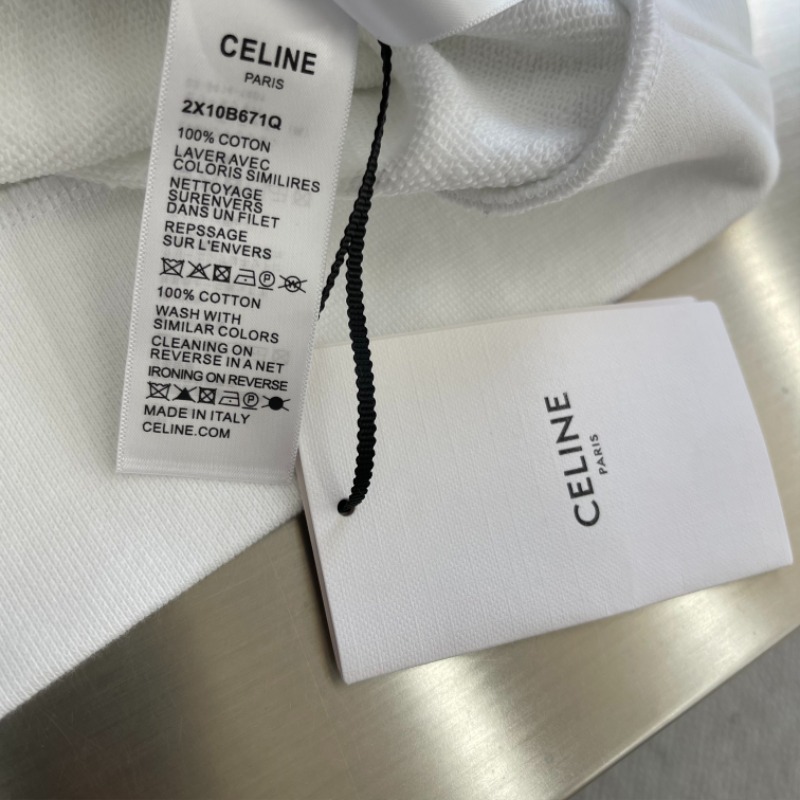 CELINE
PARIS
2X10B671Q
100% COTON
LAVER AVEC
COLORIS SIMILIRES
NETTOYAGE
SURENVERS
DANS UN FILET
REPSSAGE
SUR L'ENVERS
P
W
100% COTTON
WASH WITH
SIMILAR COLORS
CLEANING ON
REVERSE IN A NET
IRONING ON REVERSE
P
MADE IN ITALY
CELINE.COM
CELINE
PARIS